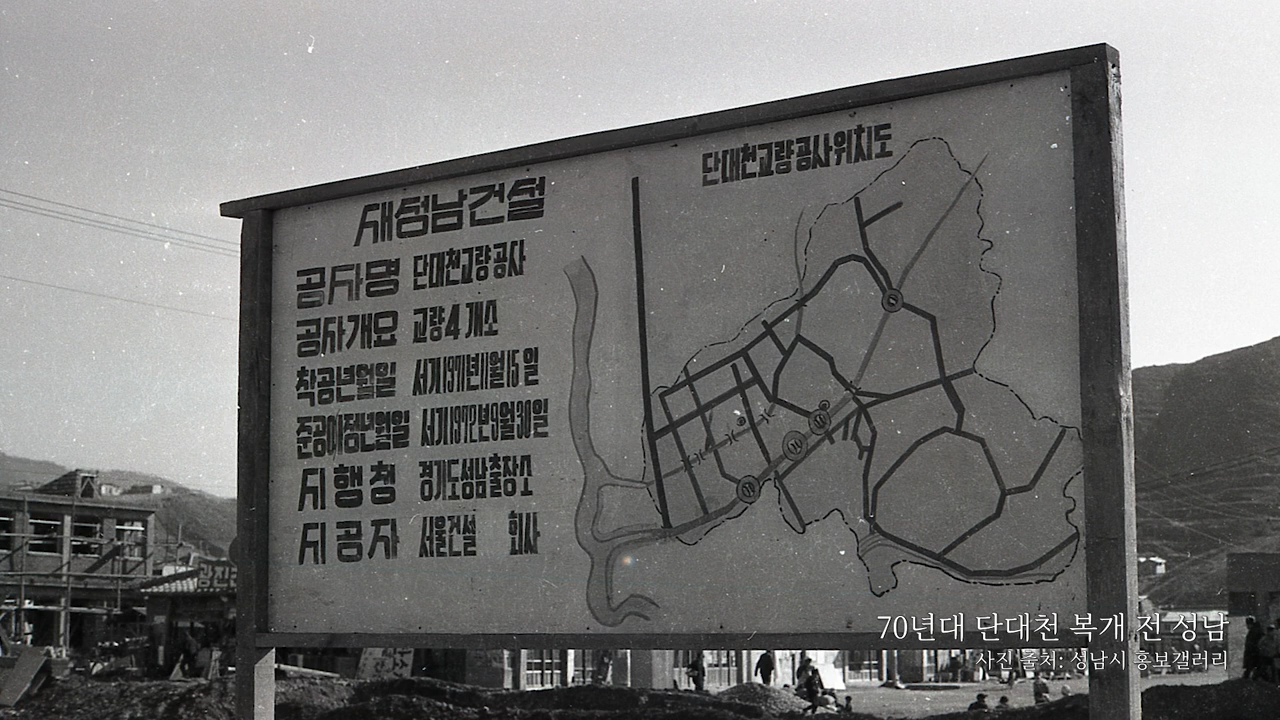 새성남건설
공사명 단대천교량공사
공사개요 교량4개소
착공년월일 서기1971년11월15일
준공예정년월일 서기1972년9월30일
시행청 경기도성남출장소
시공자 서울건설 회사
단대천교량공사위치도
70년대 단대천 복개 전 성남
사진 출처: 성남시 홍보갤러리